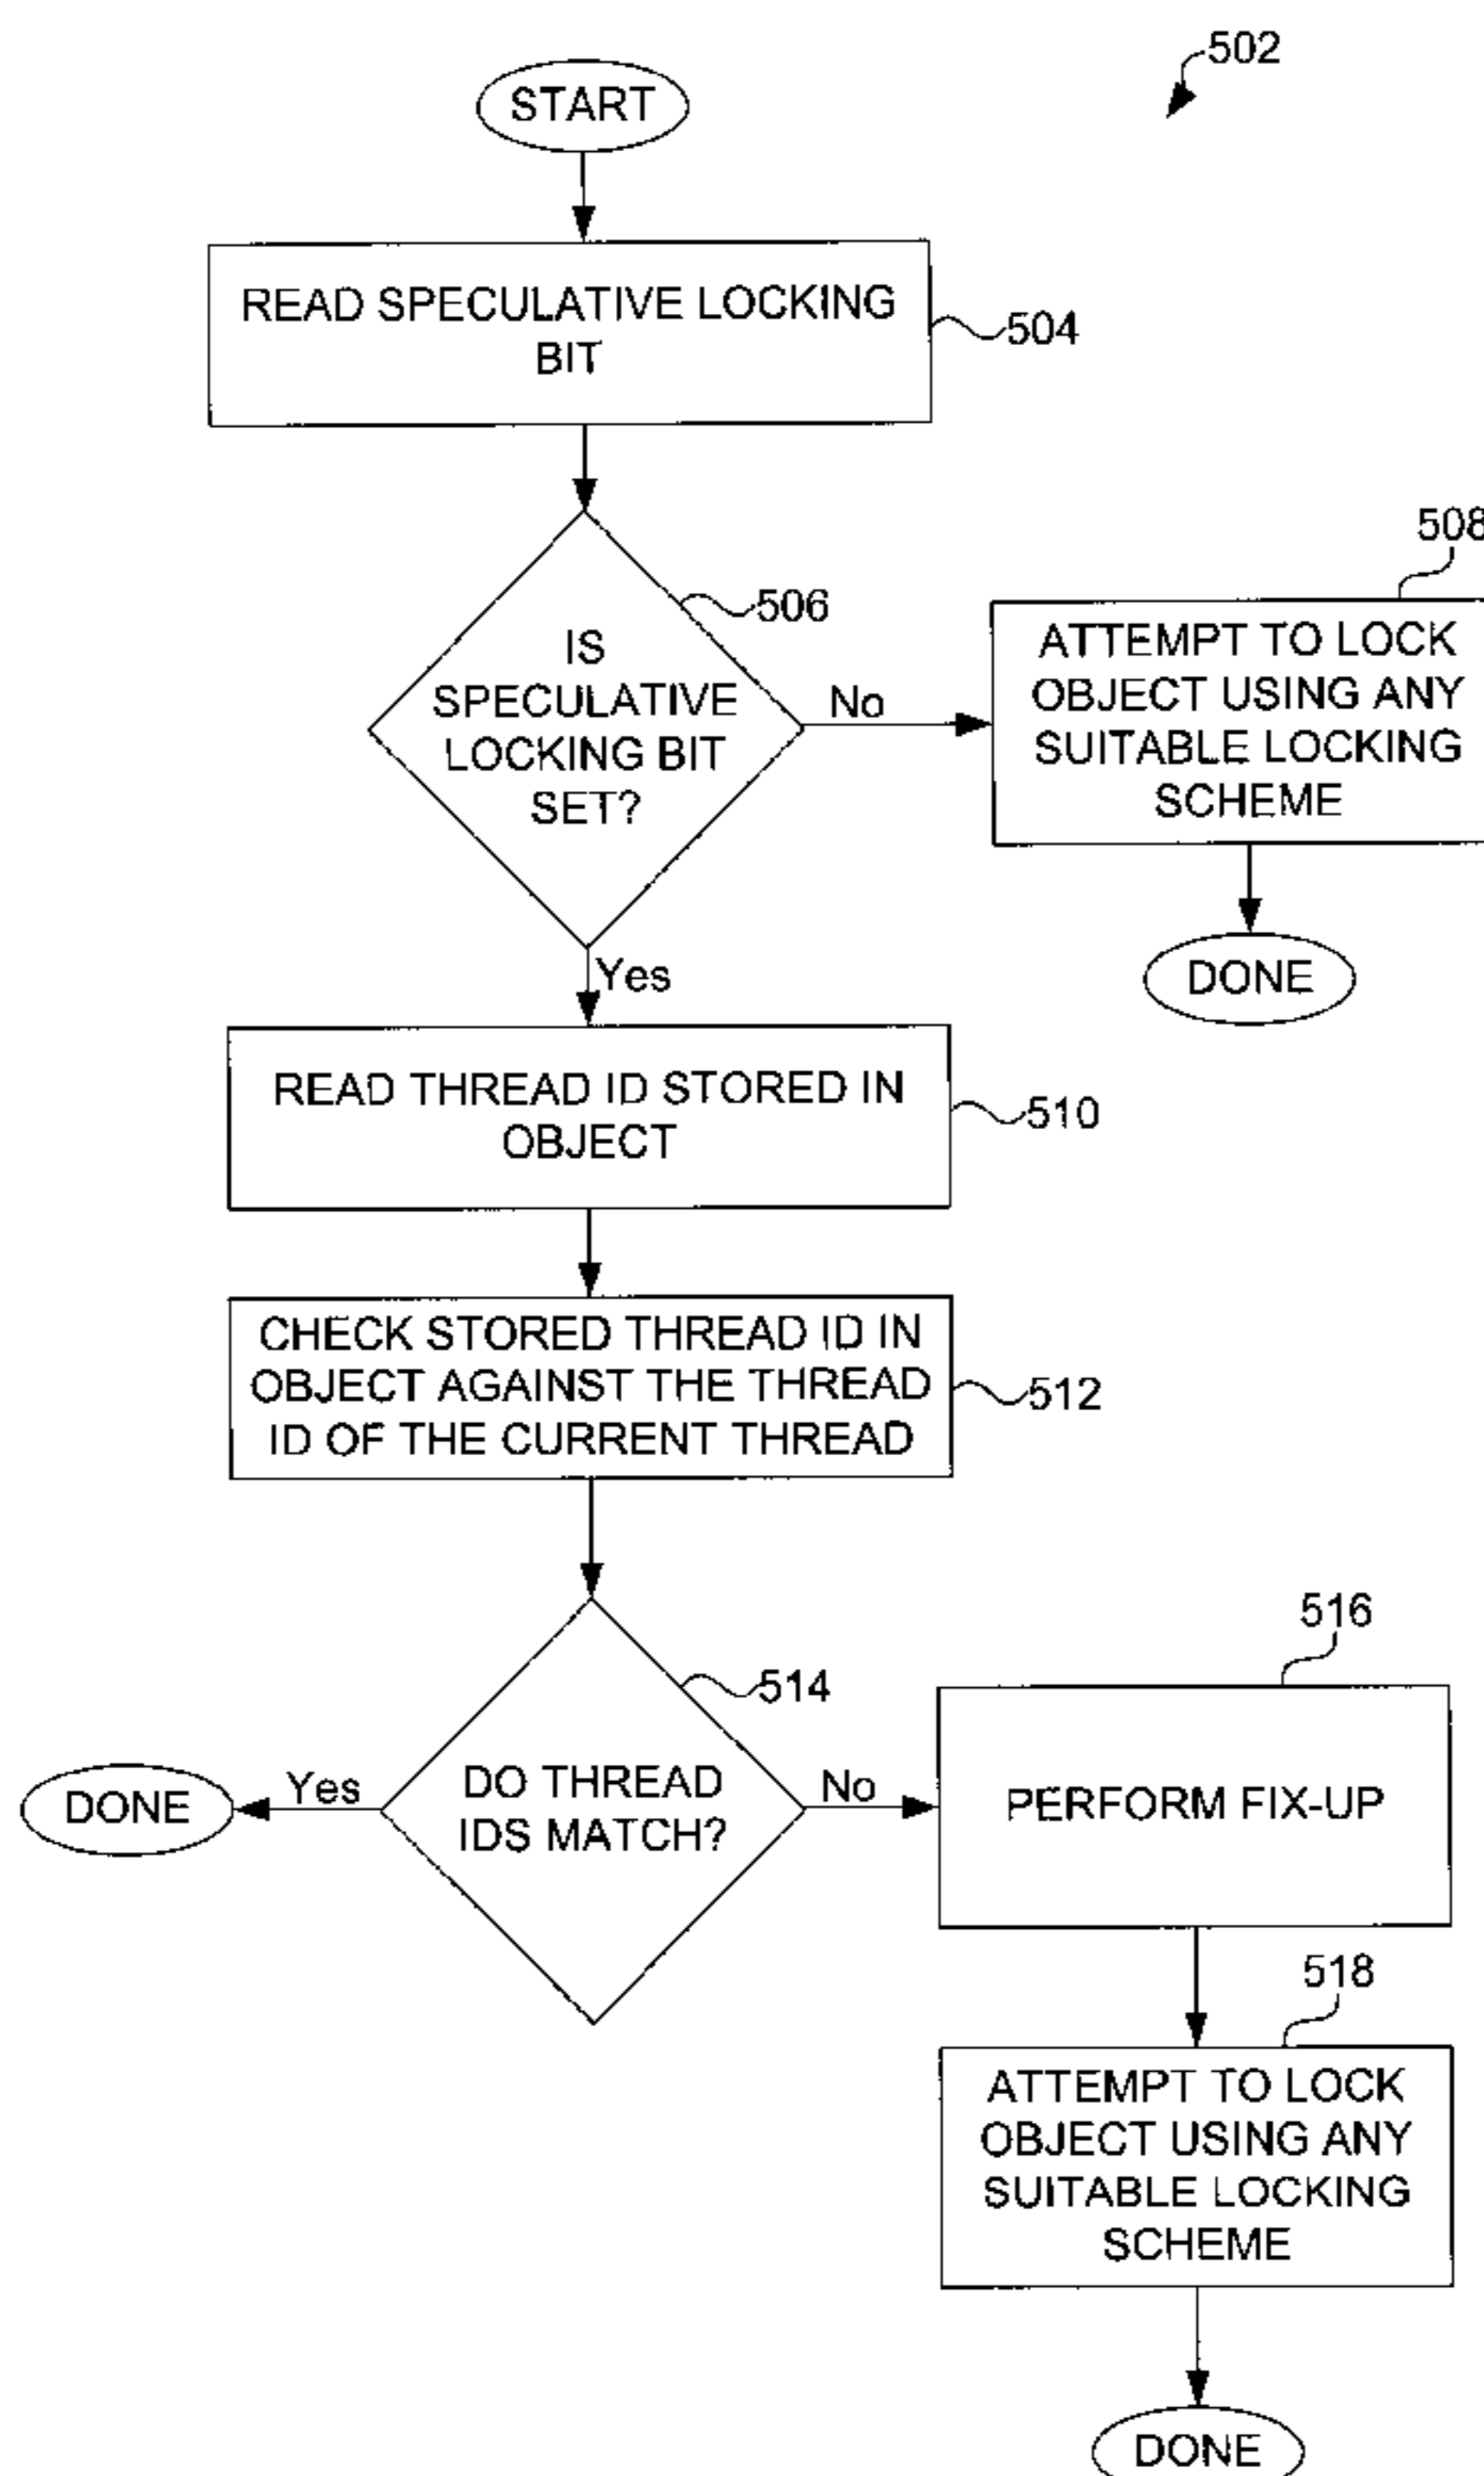 502
START
READ SPECULATIVE LOCKING
BIT
504
508
506
IS
SPECULATIVE
LOCKING BIT
SET?
No
ATTEMPT TO LOCK
OBJECT USING ANY
SUITABLE LOCKING
SCHEME
Yes
DONE
READ THREAD ID STORED IN
OBJECT
510
CHECK STORED THREAD ID IN
OBJECT AGAINST THE THREAD
ID OF THE CURRENT THREAD
512
516
514
DO THREAD
IDS MATCH?
Yes
DONE
No
PERFORM FIX-UP
518
ATTEMPT TO LOCK
OBJECT USING ANY
SUITABLE LOCKING
SCHEME
DONE